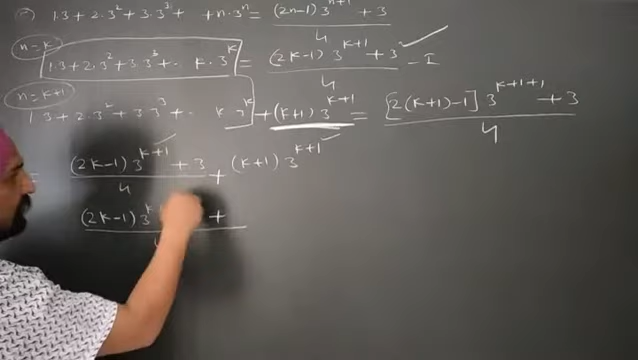 1.3 + 2.3² + 3.3³ + + n.3ⁿ = (2n-1) 3ⁿ⁺¹ + 3 / 4
n=k
1.3 + 2.3² + 3.3³ + .. k.3ᵏ = (2k-1) 3ᵏ⁺¹ + 3 / 4 - I
n=k+1
1.3 + 2.3² + 3.3³ + .. k.3ᵏ + (k+1) 3ᵏ⁺¹ = [2(k+1)-1] 3ᵏ⁺¹⁺¹ + 3 / 4
= (2k-1) 3ᵏ⁺¹ + 3 / 4 + (k+1) 3ᵏ⁺¹
(2k-1) 3ᵏ +